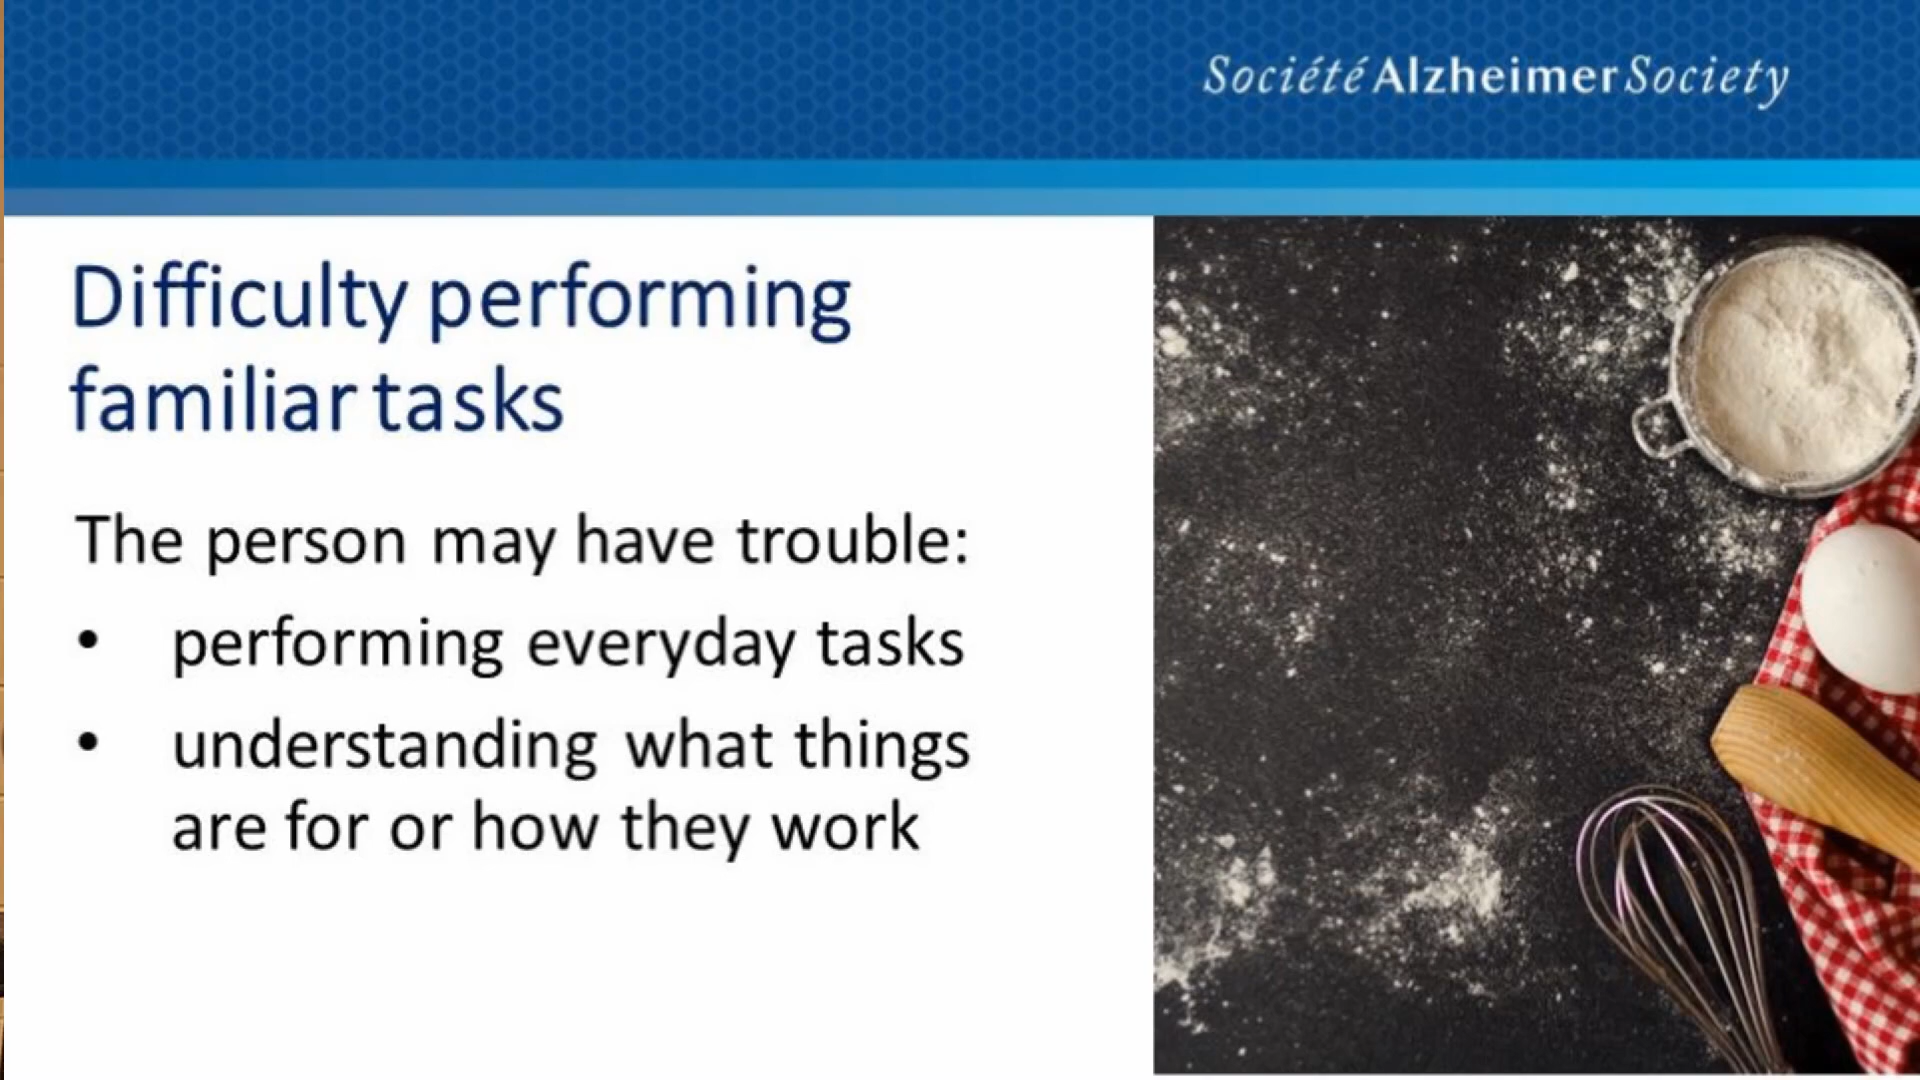 Société Alzheimer Society
Difficulty performing
familiar tasks
The person may have trouble:
• performing everyday tasks
• understanding what things
are for or how they work